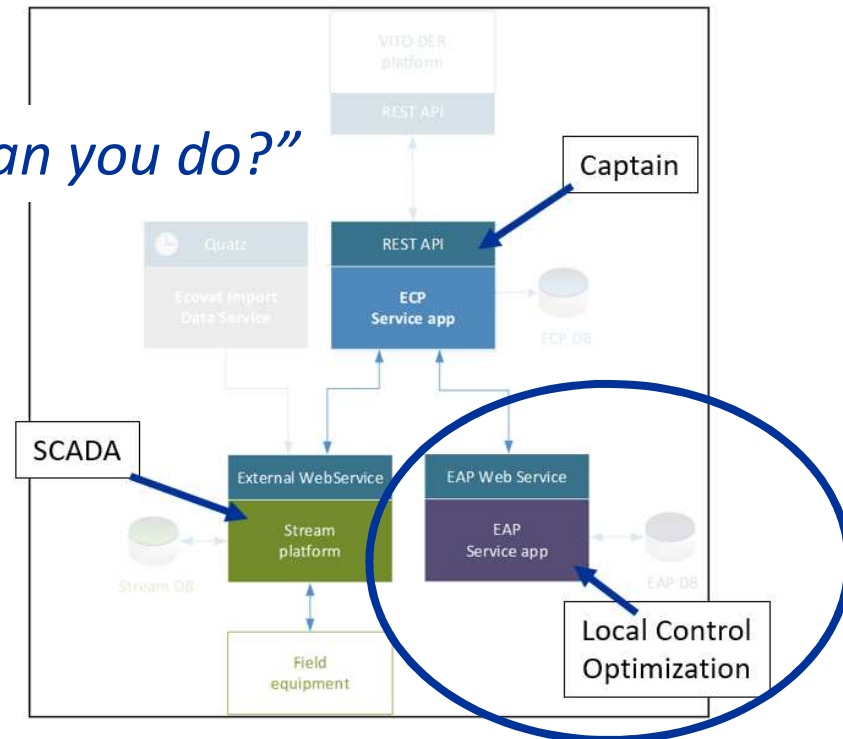 VITO DER
platform
REST API
an you do?”
Captain
Quatz
REST API
Ecovat Import
Data Service
ECP
Service app
ECP DB
SCADA
External WebService
EAP Web Service
Stream
platform
EAP
Service app
Stream DB
EAP DB
Local Control
Optimization
Field
equipment